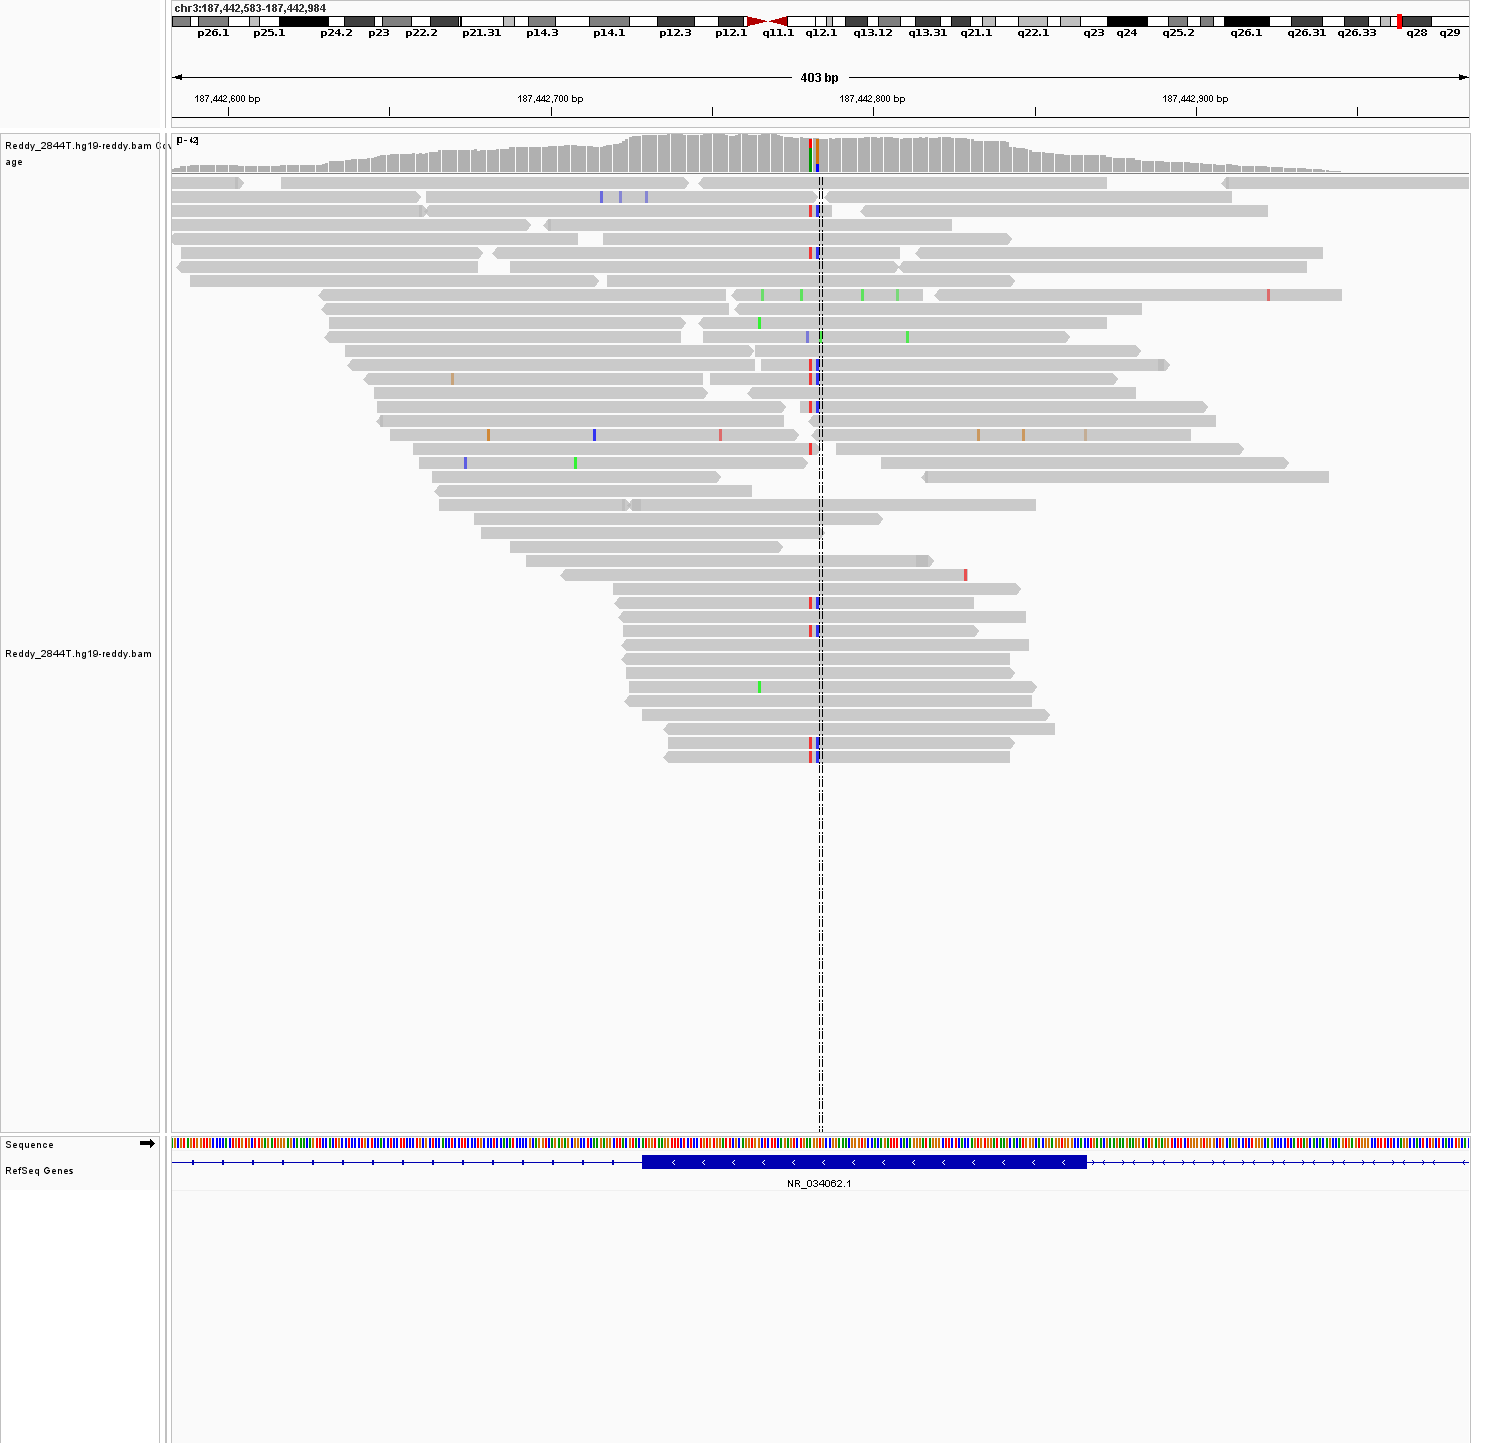 chr3:187,442,583-187,442,984
p26.1 p25.1 p24.2 p23 p22.2 p21.31 p14.3 p14.1 p12.3 p12.1 q11.1 q12.1 q13.12 q13.31 q21.1 q22.1 q23 q24 q25.2 q26.1 q26.31 q26.33 q28 q29
403 bp
187,442,600 bp 187,442,700 bp 187,442,800 bp 187,442,900 bp
[0 - 42]
Reddy_2844T.hg19-reddy.bam Cov
age
Reddy_2844T.hg19-reddy.bam
Sequence
RefSeq Genes
NR_034062.1